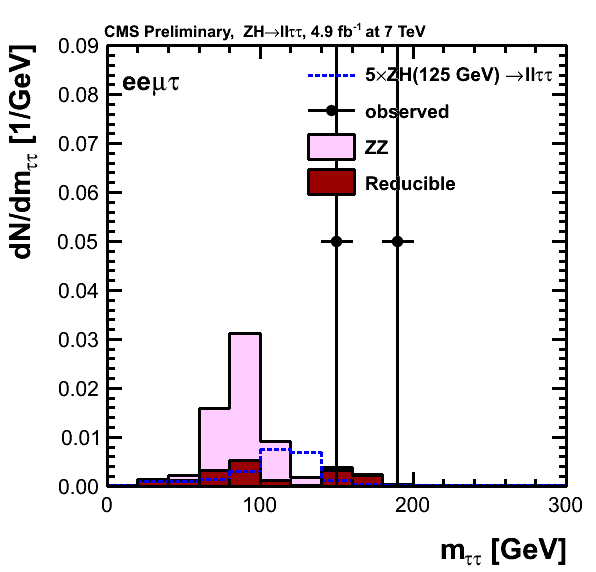 CMS Preliminary, ZH→llττ, 4.9 fb⁻¹ at 7 TeV
dN/dmττ [1/GeV]
0.09
0.08
0.07
0.06
0.05
0.04
0.03
0.02
0.01
0.00
eeμτ
5×ZH(125 GeV) →llττ
observed
ZZ
Reducible
0
100
200
300
mττ [GeV]